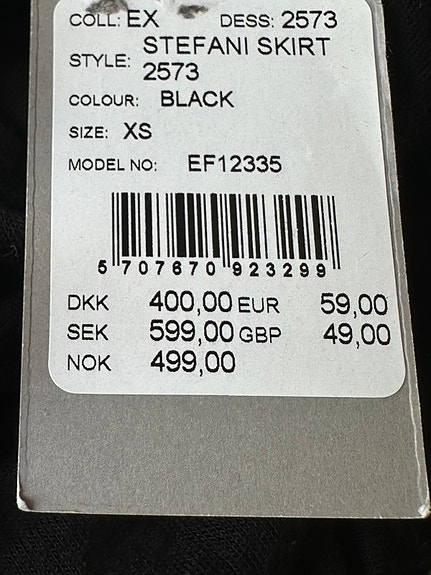 COLL: EX DESS: 2573
STYLE: STEFANI SKIRT
2573
COLOUR: BLACK
SIZE: XS
MODEL NO: EF12335
5 707670 923299
DKK 400,00 EUR 59,00
SEK 599,00 GBP 49,00
NOK 499,00